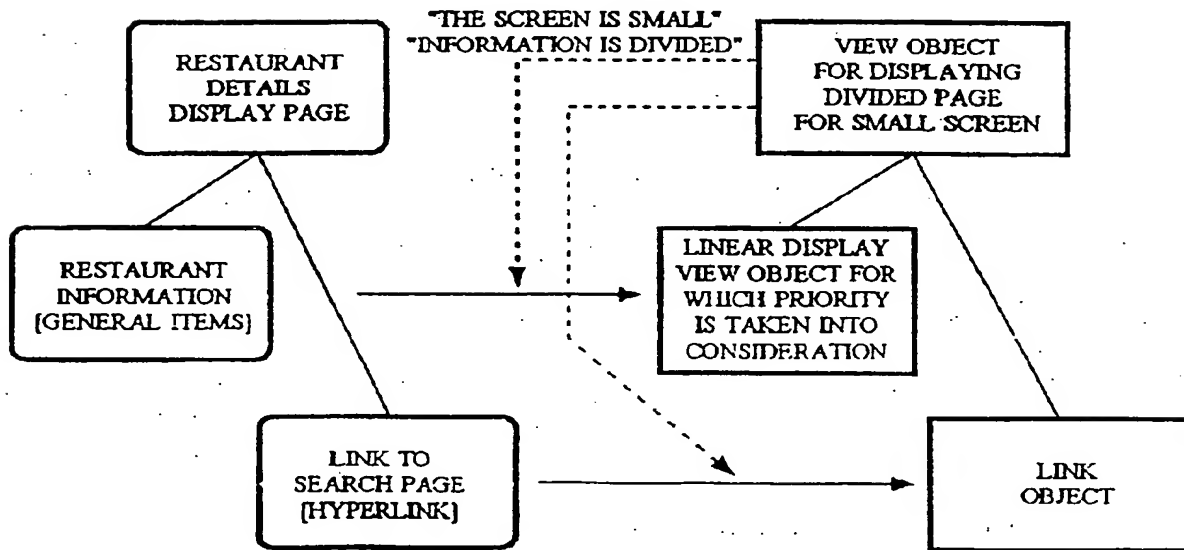 "THE SCREEN IS SMALL"
"INFORMATION IS DIVIDED"
RESTAURANT
DETAILS
DISPLAY PAGE
VIEW OBJECT
FOR DISPLAYING
DIVIDED PAGE
FOR SMALL SCREEN
RESTAURANT
INFORMATION
(GENERAL ITEMS)
LINEAR DISPLAY
VIEW OBJECT FOR
WHICH PRIORITY
IS TAKEN INTO
CONSIDERATION
LINK TO
SEARCH PAGE
(HYPERLINK)
LINK
OBJECT